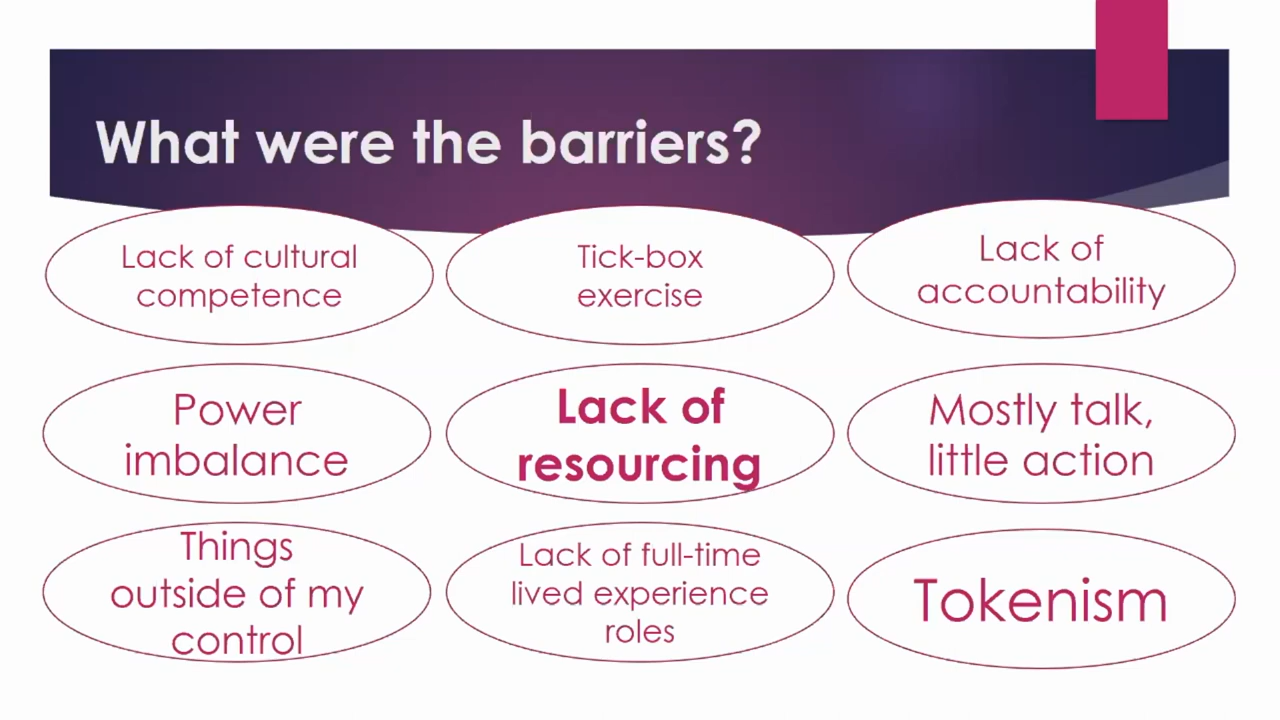 What were the barriers?
Lack of cultural
competence
Tick-box
exercise
Lack of
accountability
Power
imbalance
Lack of
resourcing
Mostly talk,
little action
Things
outside of my
control
Lack of full-time
lived experience
roles
Tokenism